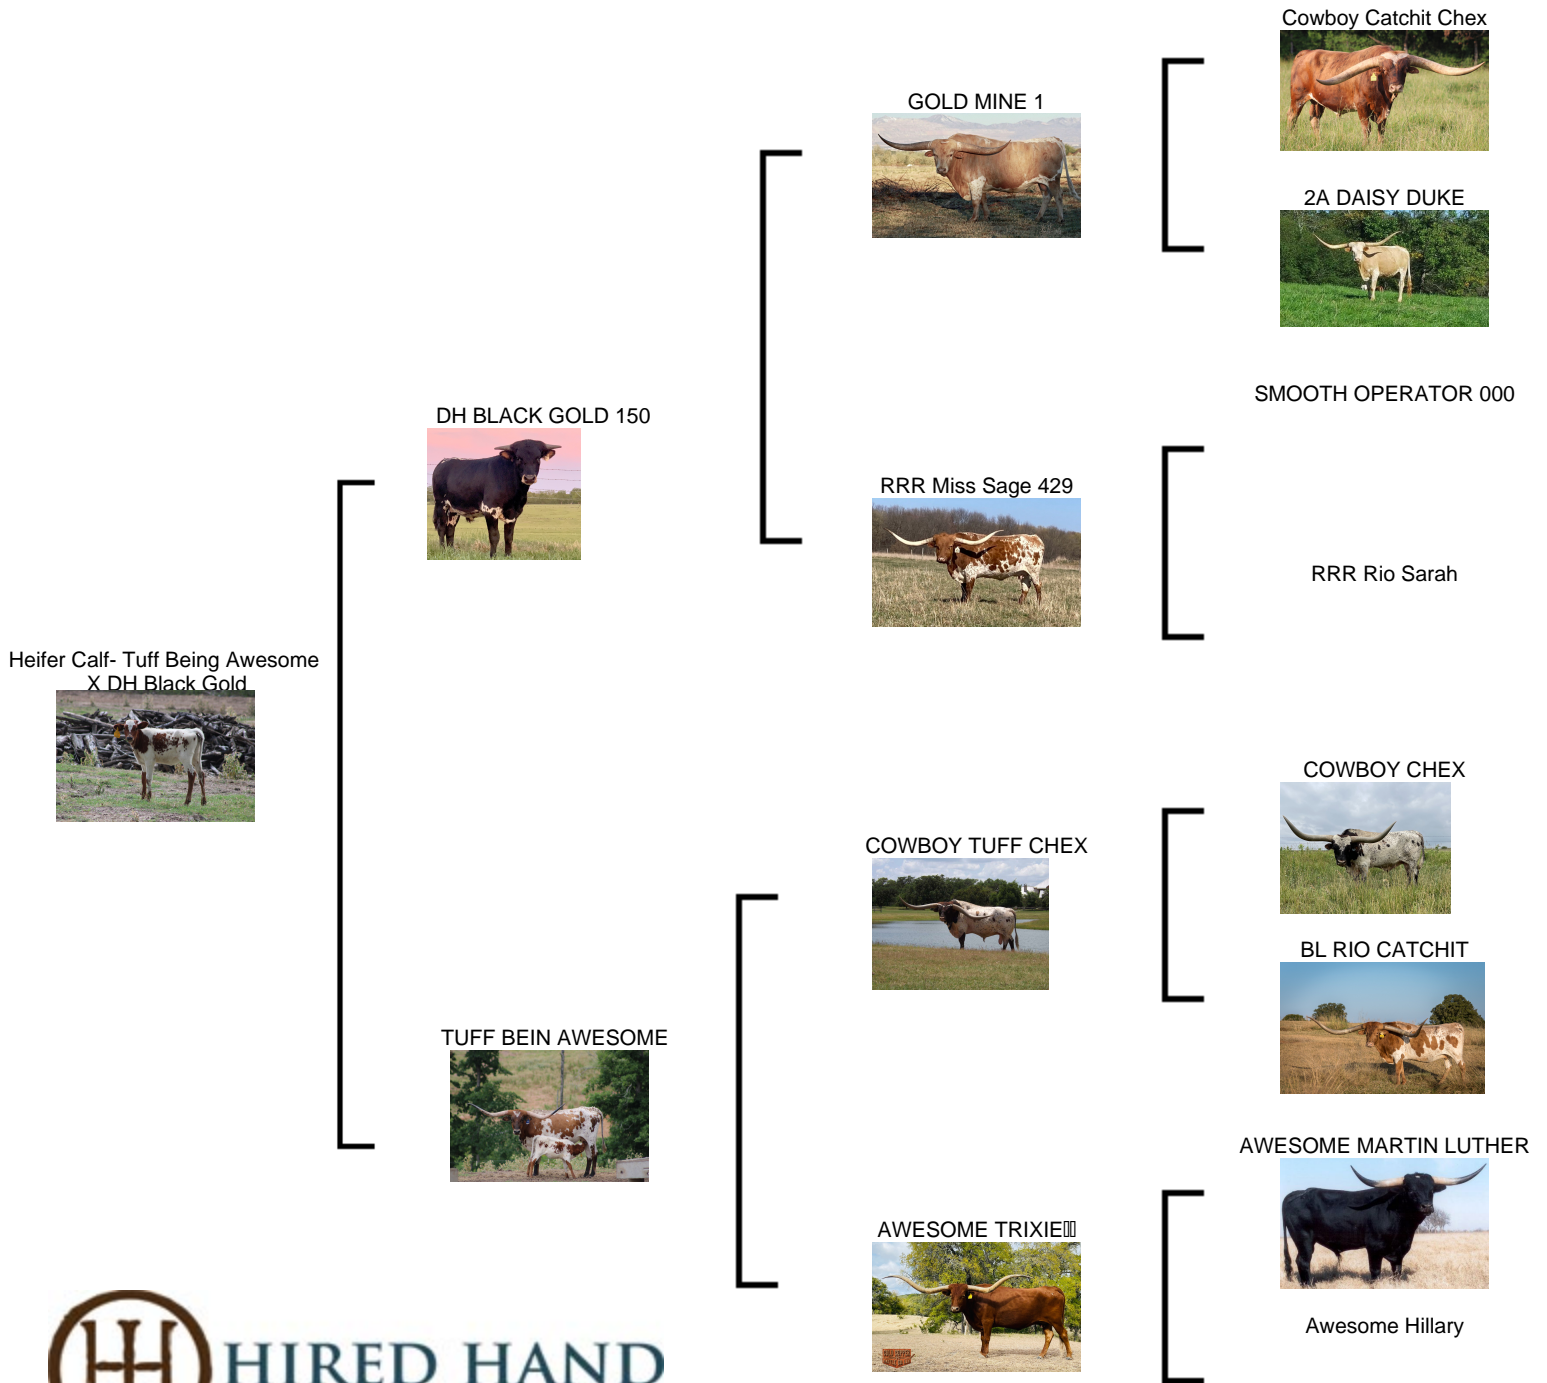 Cowboy Catchit Chex
GOLD MINE 1
2A DAISY DUKE
SMOOTH OPERATOR 000
DH BLACK GOLD 150
RRR Miss Sage 429
RRR Rio Sarah
Heifer Calf- Tuff Being Awesome
X DH Black Gold
COWBOY CHEX
COWBOY TUFF CHEX
BL RIO CATCHIT
TUFF BEIN AWESOME
AWESOME MARTIN LUTHER
AWESOME TRIXIE
Awesome Hillary
HIRED HAND